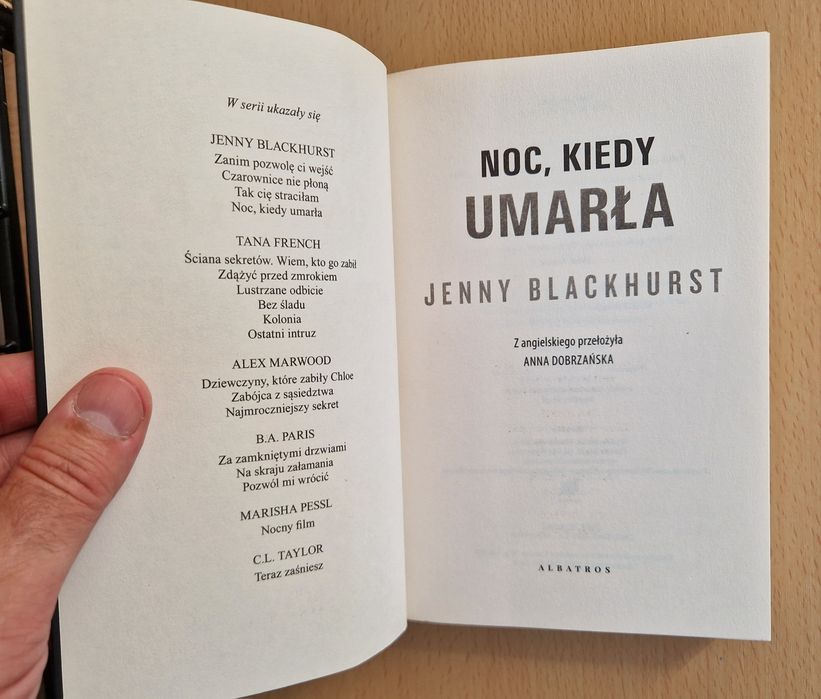 W serii ukazały się
JENNY BLACKHURST
Zanim pozwolę ci wejść
Czarownice nie płoną
Tak cię straciłam
Noc, kiedy umarła
TANA FRENCH
Ściana sekretów. Wiem, kto go zabił
Zdążyć przed zmrokiem
Lustrzane odbicie
Bez śladu
Kolonia
Ostatni intruz
ALEX MARWOOD
Dziewczyny, które zabiły Chloe
Zabójca z sąsiedztwa
Najmroczniejszy sekret
B.A. PARIS
Za zamkniętymi drzwiami
Na skraju załamania
Pozwól mi wrócić
MARISHA PESSL
Nocny film
C.L. TAYLOR
Teraz zaśniesz
NOC, KIEDY
UMARŁA
JENNY BLACKHURST
Z angielskiego przełożyła
ANNA DOBRZAŃSKA
ALBATROS